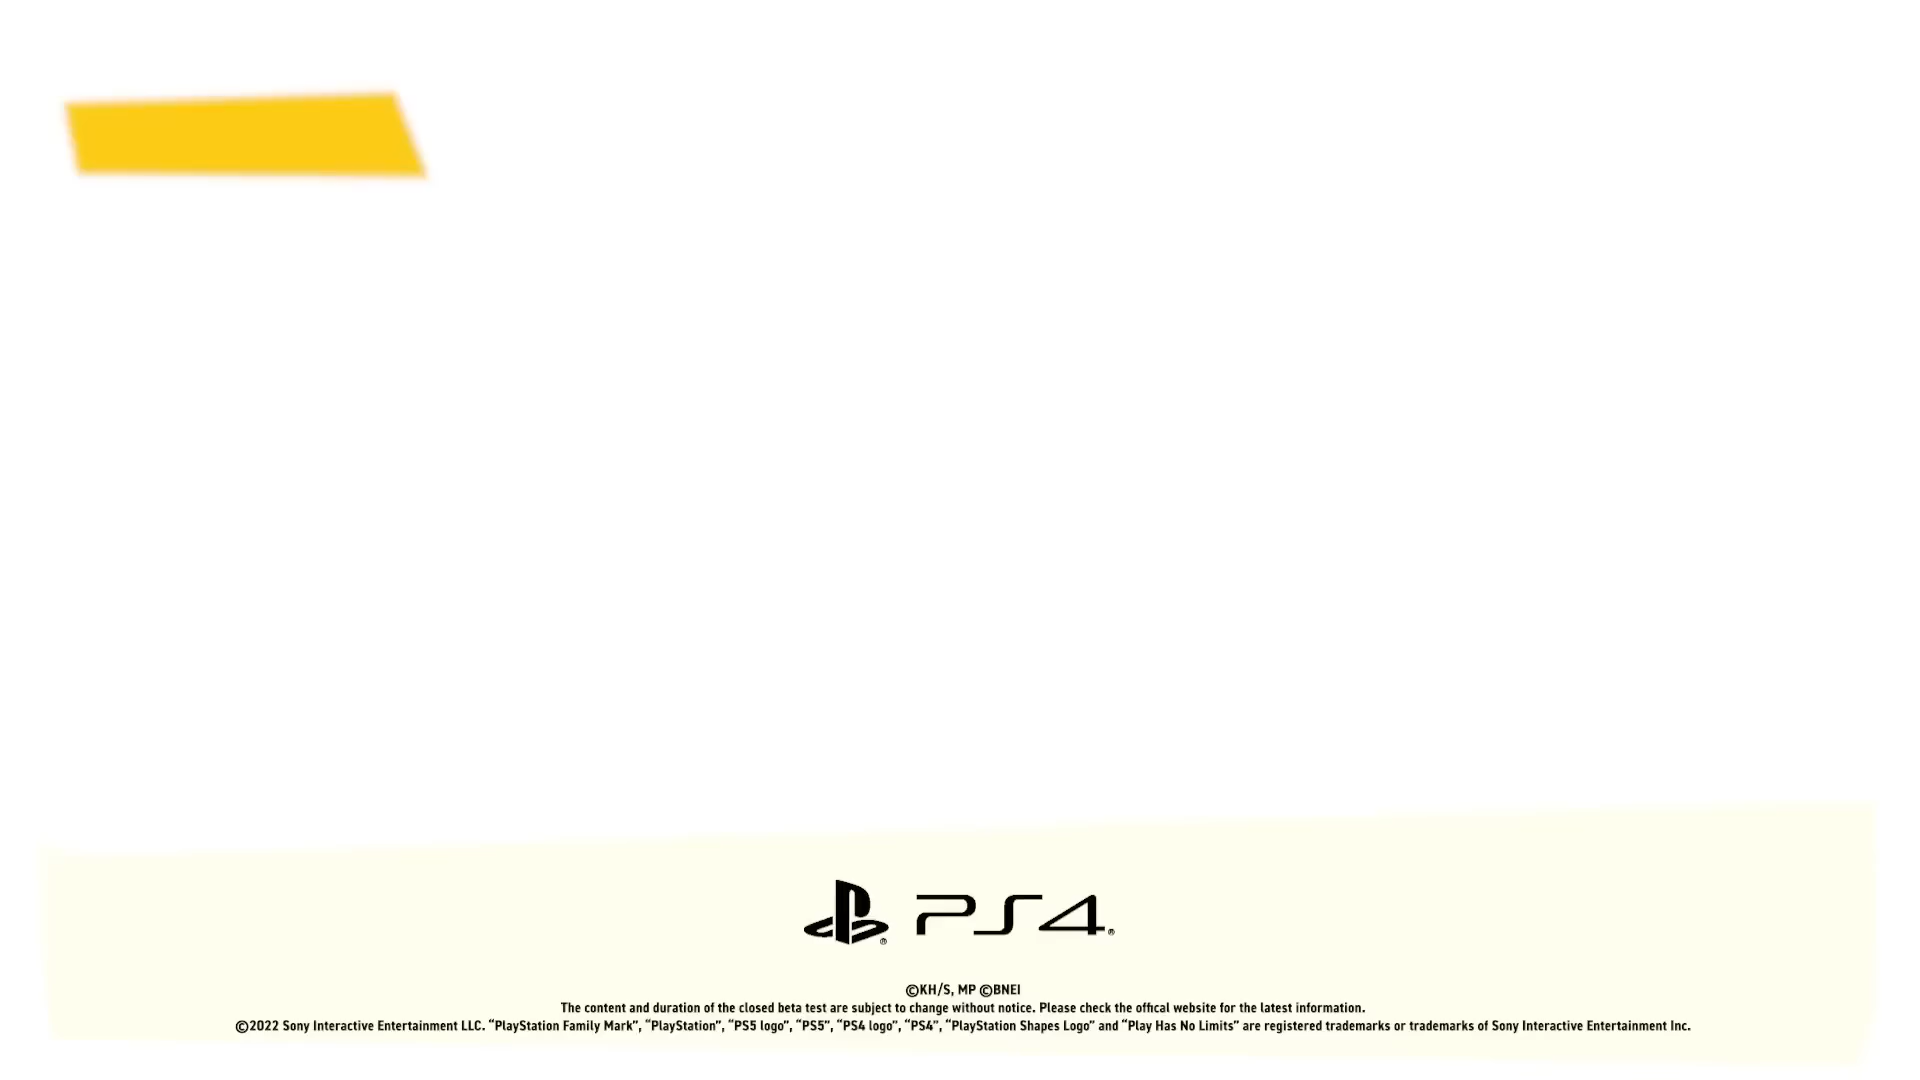 PS4®
©KH/S, MP ©BNEI
The content and duration of the closed beta test are subject to change without notice. Please check the offical website for the latest information.
©2022 Sony Interactive Entertainment LLC. “PlayStation Family Mark”, “PlayStation”, “PS5 logo”, “PS5”, “PS4 logo”, “PS4”, “PlayStation Shapes Logo” and “Play Has No Limits” are registered trademarks or trademarks of Sony Interactive Entertainment Inc.